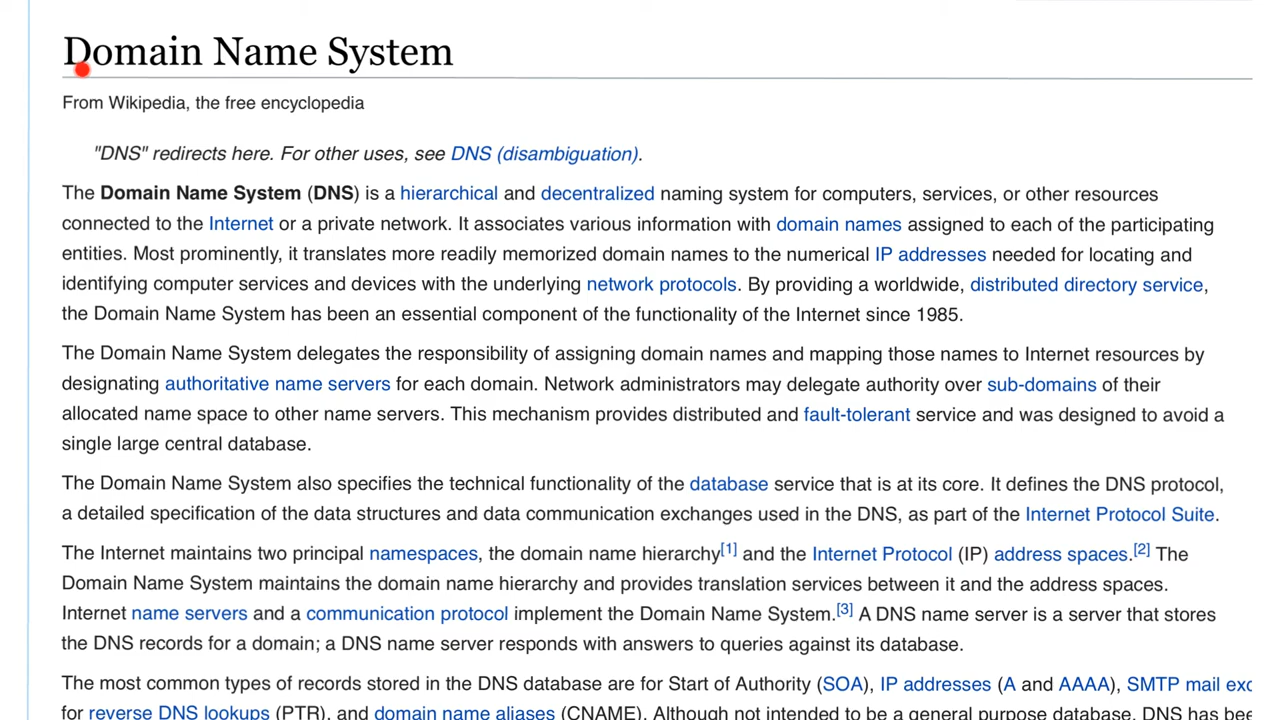 Domain Name System
From Wikipedia, the free encyclopedia
"DNS" redirects here. For other uses, see DNS (disambiguation).
The Domain Name System (DNS) is a hierarchical and decentralized naming system for computers, services, or other resources
connected to the Internet or a private network. It associates various information with domain names assigned to each of the participating
entities. Most prominently, it translates more readily memorized domain names to the numerical IP addresses needed for locating and
identifying computer services and devices with the underlying network protocols. By providing a worldwide, distributed directory service,
the Domain Name System has been an essential component of the functionality of the Internet since 1985.
The Domain Name System delegates the responsibility of assigning domain names and mapping those names to Internet resources by
designating authoritative name servers for each domain. Network administrators may delegate authority over sub-domains of their
allocated name space to other name servers. This mechanism provides distributed and fault-tolerant service and was designed to avoid a
single large central database.
The Domain Name System also specifies the technical functionality of the database service that is at its core. It defines the DNS protocol,
a detailed specification of the data structures and data communication exchanges used in the DNS, as part of the Internet Protocol Suite.
The Internet maintains two principal namespaces, the domain name hierarchy[1] and the Internet Protocol (IP) address spaces.[2] The
Domain Name System maintains the domain name hierarchy and provides translation services between it and the address spaces.
Internet name servers and a communication protocol implement the Domain Name System.[3] A DNS name server is a server that stores
the DNS records for a domain; a DNS name server responds with answers to queries against its database.
The most common types of records stored in the DNS database are for Start of Authority (SOA), IP addresses (A and AAAA), SMTP mail exc
for reverse DNS lookups (PTR), and domain name aliases (CNAME). Although not intended to be a general purpose database, DNS has bee